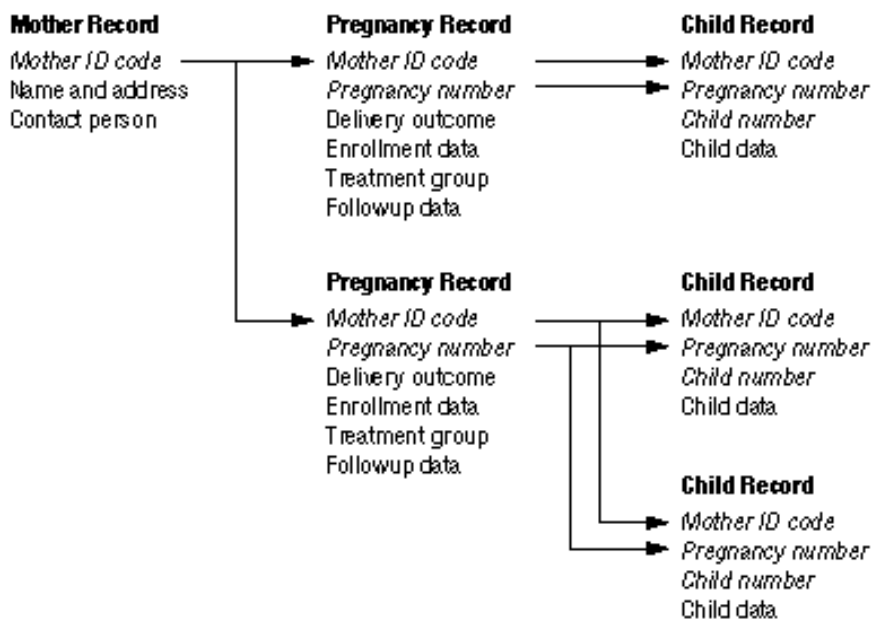 Mother Record
Mother ID code
Name and address
Contact person
Pregnancy Record
Mother ID code
Pregnancy number
Delivery outcome
Enrollment data
Treatment group
Followup data
Child Record
Mother ID code
Pregnancy number
Child number
Child data
Pregnancy Record
Mother ID code
Pregnancy number
Delivery outcome
Enrollment data
Treatment group
Followup data
Child Record
Mother ID code
Pregnancy number
Child number
Child data
Child Record
Mother ID code
Pregnancy number
Child number
Child data